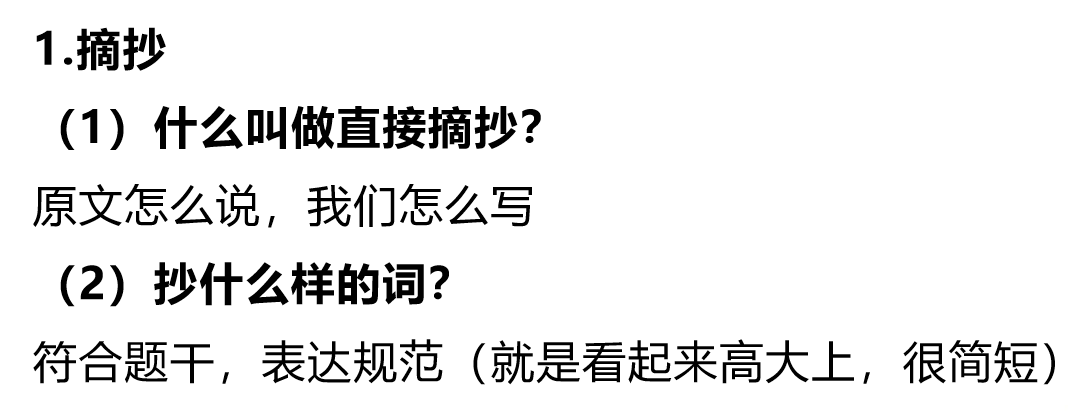 1.摘抄
（1）什么叫做直接摘抄？
原文怎么说，我们怎么写
（2）抄什么样的词？
符合题干，表达规范（就是看起来高大上，很简短）